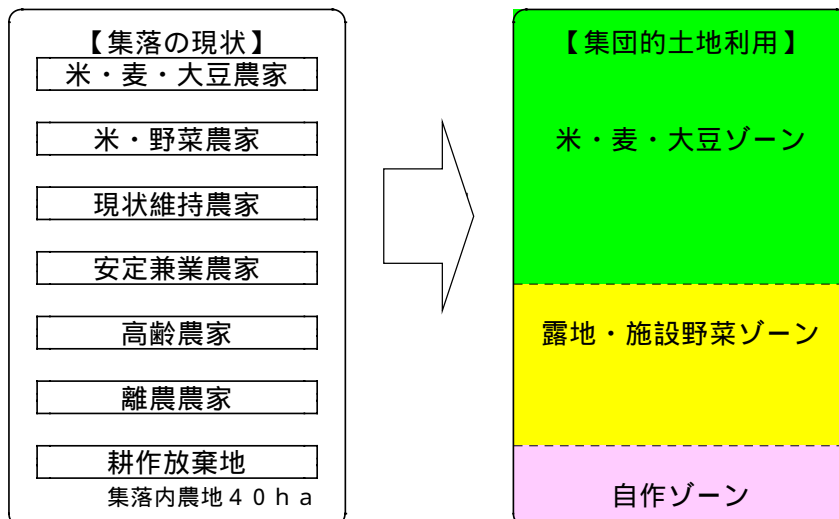 【集落の現状】
米・麦・大豆農家
米・野菜農家
現状維持農家
安定兼業農家
高齢農家
離農農家
耕作放棄地
集落内農地４０ｈａ
【集団的土地利用】
米・麦・大豆ゾーン
露地・施設野菜ゾーン
自作ゾーン